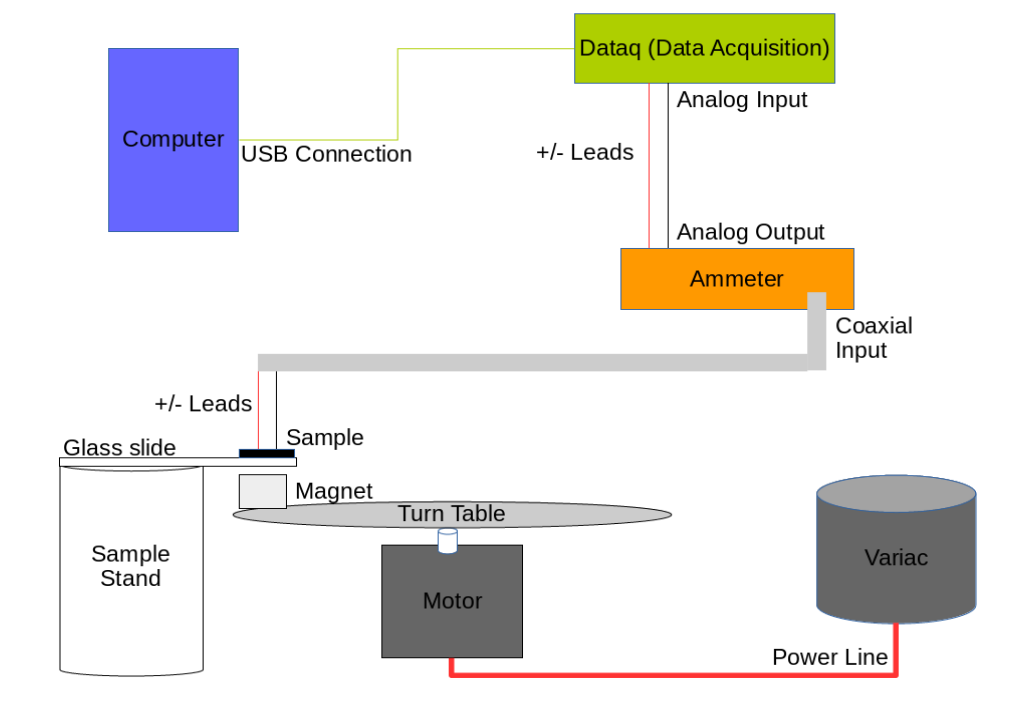 Dataq (Data Acquisition)
Analog Input
Computer
USB Connection
+/- Leads
Analog Output
Ammeter
Coaxial
Input
+/- Leads
Sample
Glass slide
Magnet
Turn Table
Sample
Stand
Variac
Motor
Power Line